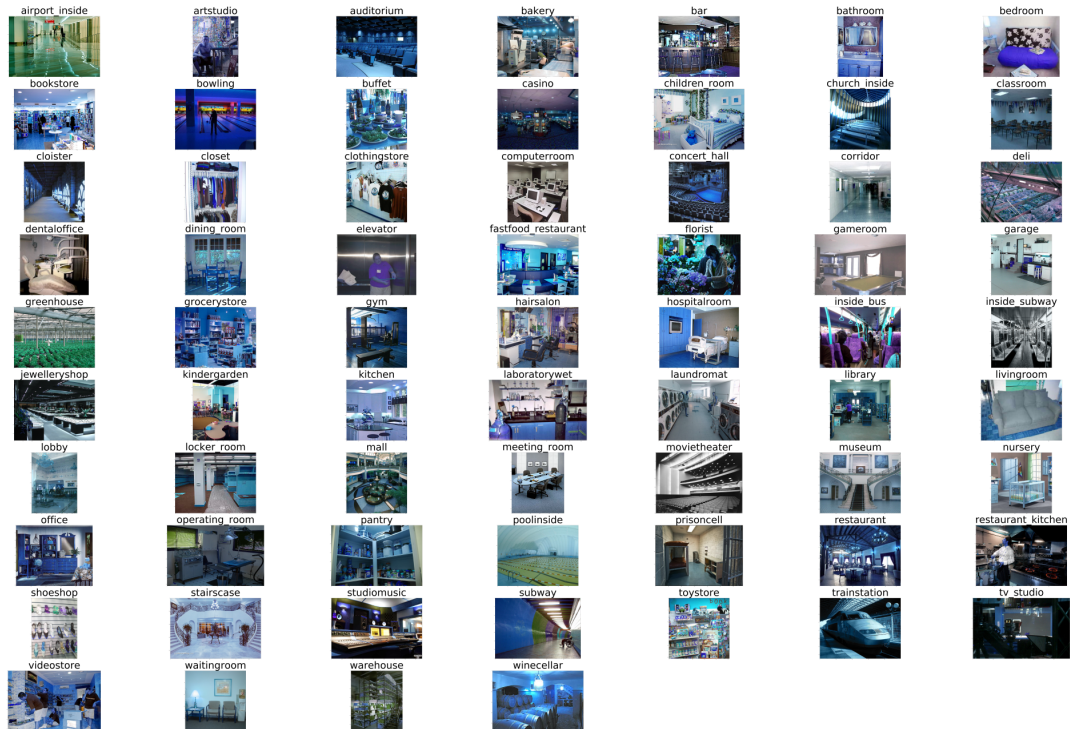 airport_inside artstudio auditorium bakery bar bathroom bedroom
bookstore bowling buffet casino children_room church_inside classroom
cloister closet clothingstore computerroom concert_hall corridor deli
dentaloffice dining_room elevator fastfood_restaurant florist gameroom garage
greenhouse grocerystore gym hairsalon hospitalroom inside_bus inside_subway
jewelleryshop kindergarden kitchen laboratorywet laundromat library livingroom
lobby locker_room mall meeting_room movietheater museum nursery
office operating_room pantry poolinside prisoncell restaurant restaurant_kitchen
shoeshop stairscase studiomusic subway toystore trainstation tv_studio
videostore waitingroom warehouse winecellar